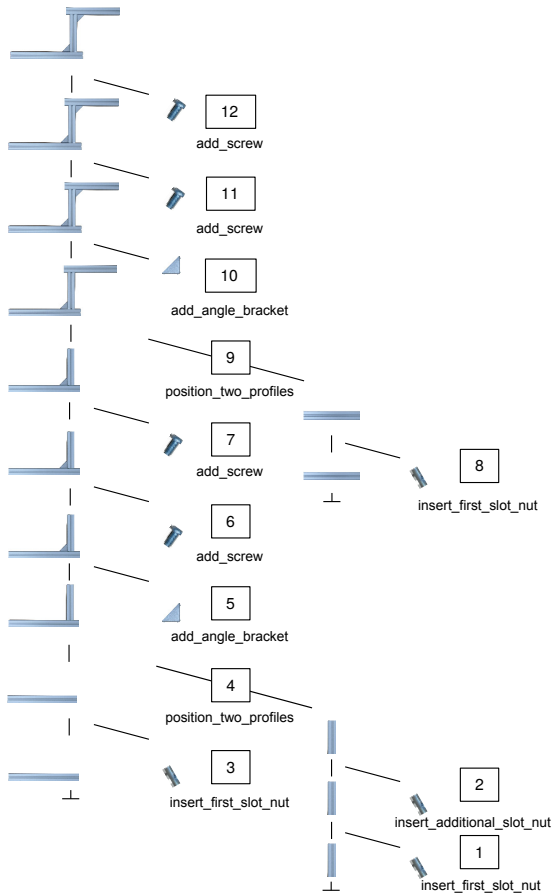 12
add_screw
11
add_screw
10
add_angle_bracket
9
position_two_profiles
7
add_screw
8
insert_first_slot_nut
6
add_screw
5
add_angle_bracket
4
position_two_profiles
3
insert_first_slot_nut
2
insert_additional_slot_nut
1
insert_first_slot_nut